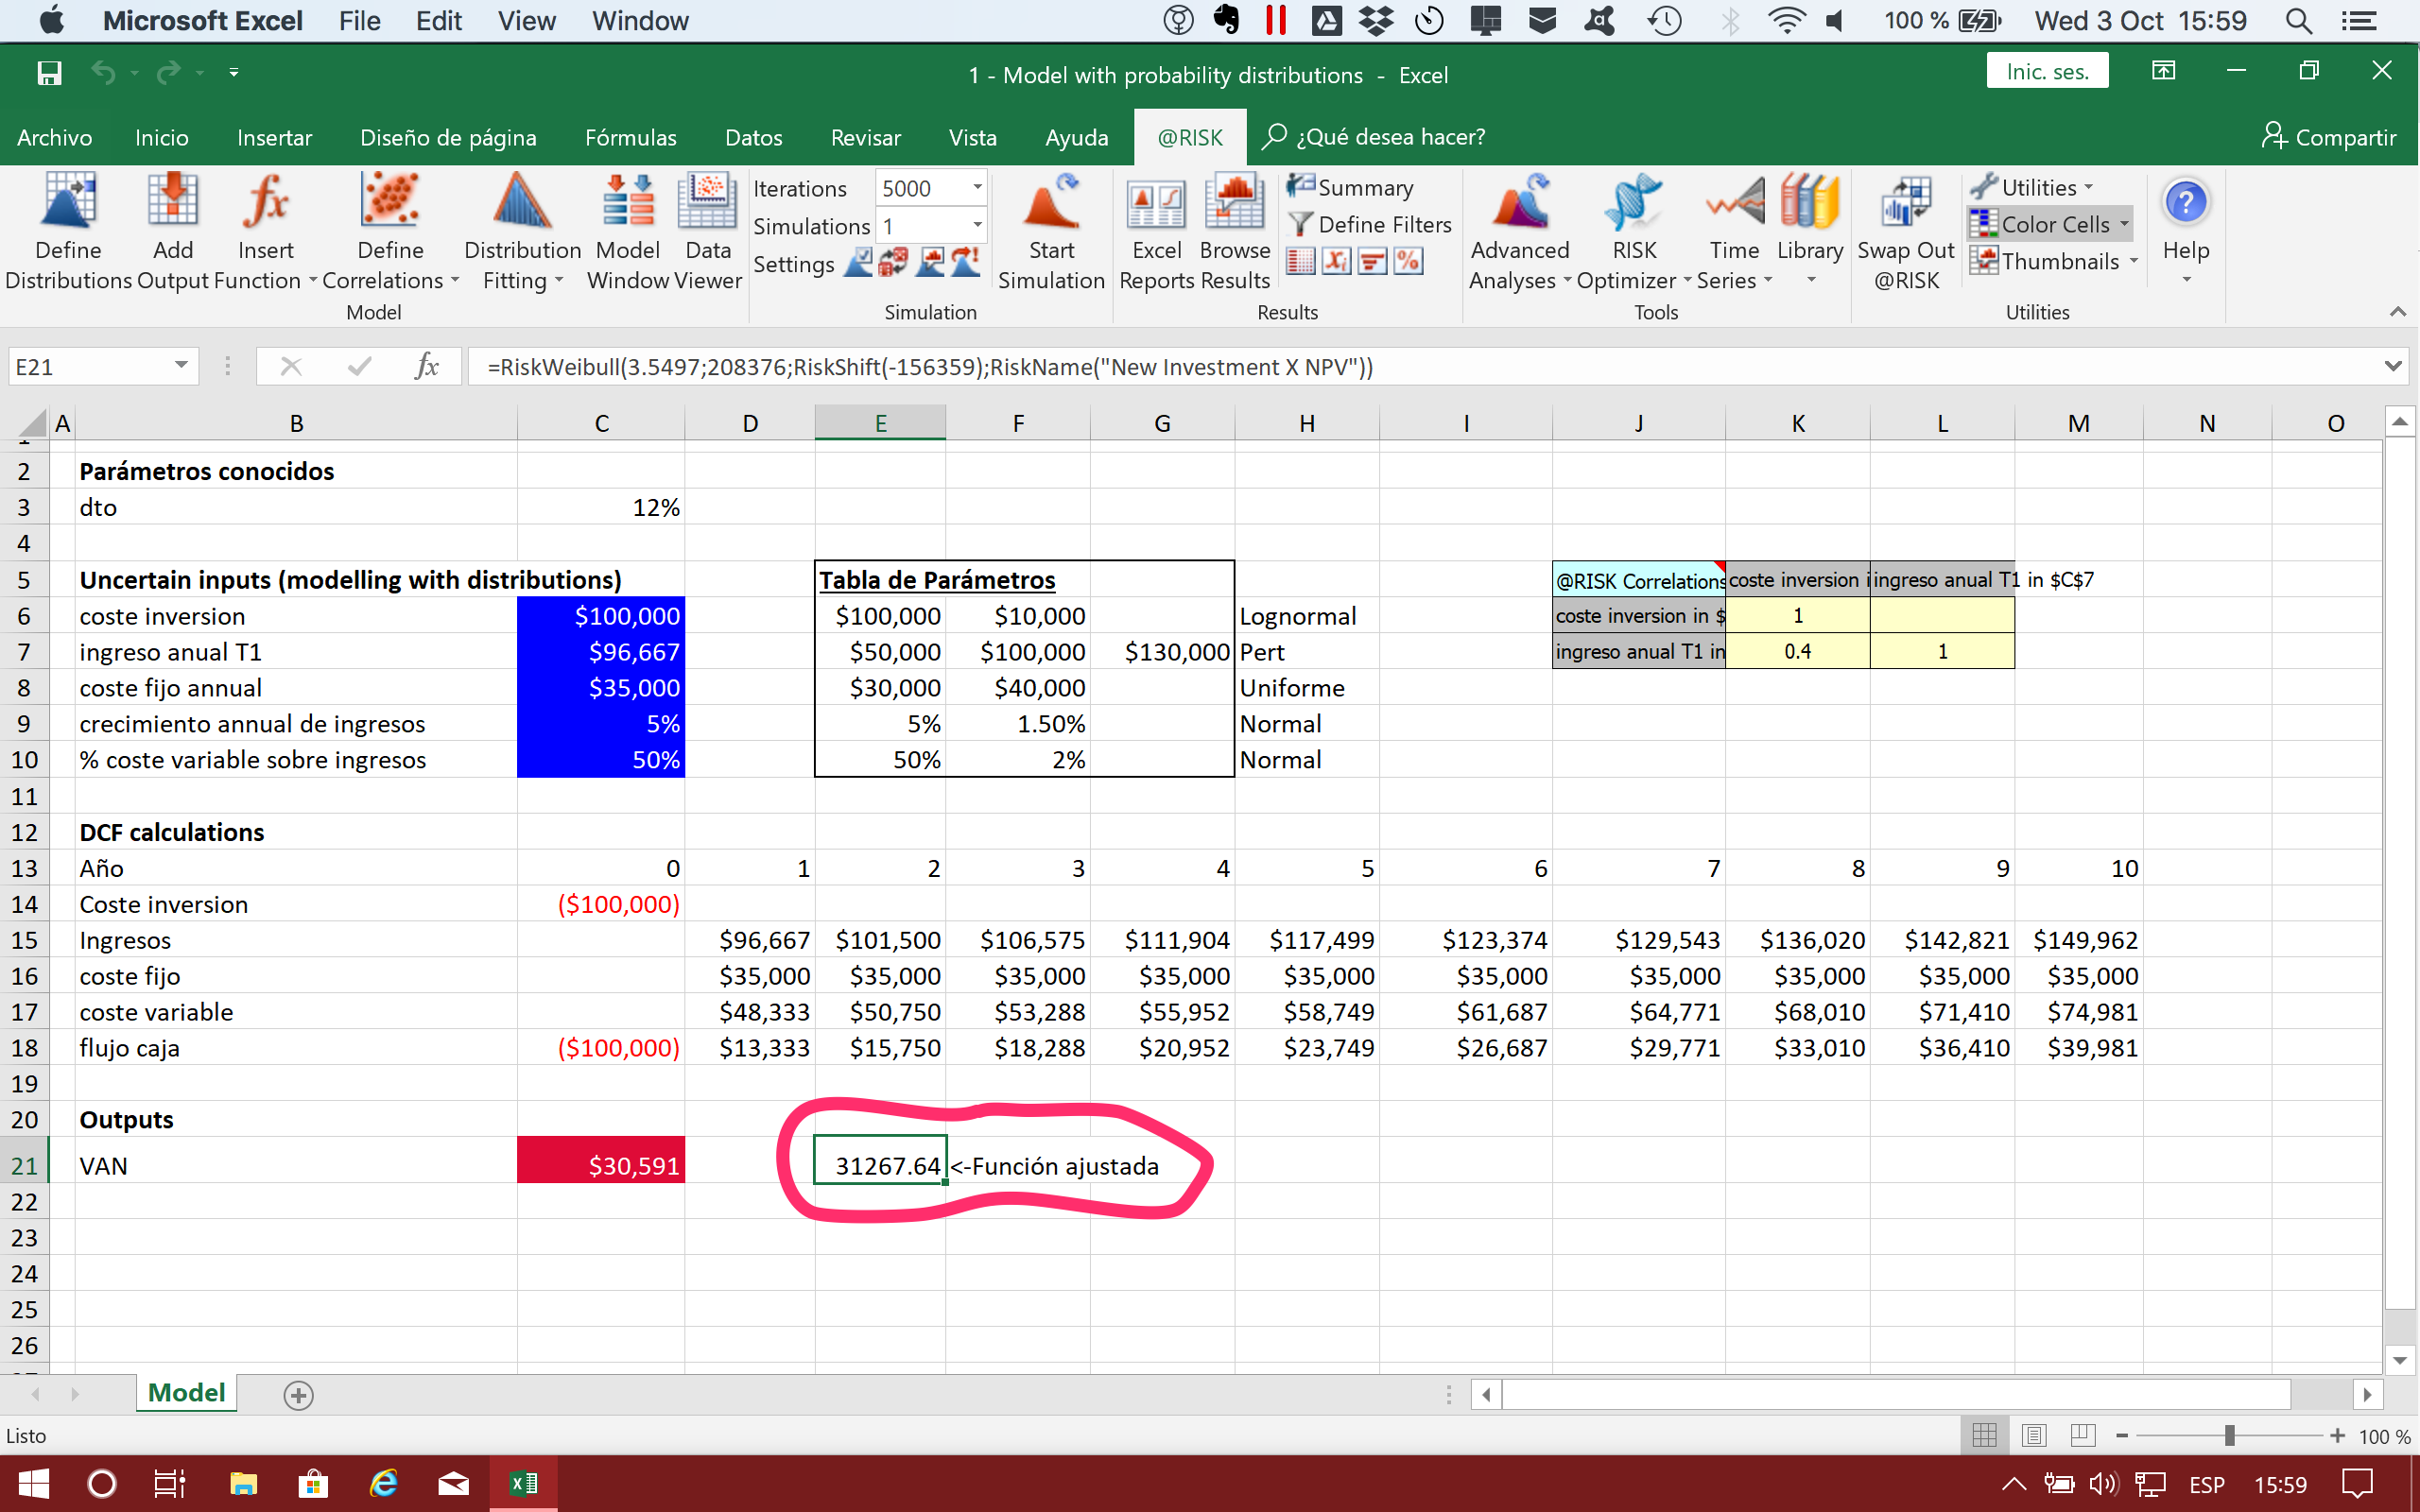 Microsoft Excel File Edit View Window 100 % Wed 3 Oct 15:59
1 - Model with probability distributions - Excel Inic. ses.
Archivo Inicio Insertar Diseño de página Fórmulas Datos Revisar Vista Ayuda @RISK ¿Qué desea hacer? Compartir
Define Distributions
Add Output
Insert Function
Define Correlations
Distribution Fitting
Model Window
Data Viewer
Model
Iterations 5000
Simulations 1
Settings
Start Simulation
Simulation
Excel Reports
Browse Results
Summary
Define Filters
Results
Advanced Analyses
RISK Optimizer
Time Series
Library
Tools
Swap Out @RISK
Utilities
Color Cells
Thumbnails
Help
Utilities
E21 fx =RiskWeibull(3.5497;208376;RiskShift(-156359);RiskName("New Investment X NPV"))
A B C D E F G H I J K L M N O
2 Parámetros conocidos
3 dto 12%
4
5 Uncertain inputs (modelling with distributions) Tabla de Parámetros @RISK Correlations coste inversion i ingreso anual T1 in $C$7
6 coste inversion $100,000 $100,000 $10,000 Lognormal coste inversion in $ 1
7 ingreso anual T1 $96,667 $50,000 $100,000 $130,000 Pert ingreso anual T1 in 0.4 1
8 coste fijo annual $35,000 $30,000 $40,000 Uniforme
9 crecimiento annual de ingresos 5% 5% 1.50% Normal
10 % coste variable sobre ingresos 50% 50% 2% Normal
11
12 DCF calculations
13 Año 0 1 2 3 4 5 6 7 8 9 10
14 Coste inversion ($100,000)
15 Ingresos $96,667 $101,500 $106,575 $111,904 $117,499 $123,374 $129,543 $136,020 $142,821 $149,962
16 coste fijo $35,000 $35,000 $35,000 $35,000 $35,000 $35,000 $35,000 $35,000 $35,000 $35,000
17 coste variable $48,333 $50,750 $53,288 $55,952 $58,749 $61,687 $64,771 $68,010 $71,410 $74,981
18 flujo caja ($100,000) $13,333 $15,750 $18,288 $20,952 $23,749 $26,687 $29,771 $33,010 $36,410 $39,981
19
20 Outputs
21 VAN $30,591 31267.64 <-Función ajustada
22
23
24
25
26
Model
Listo 100 %
ESP 15:59